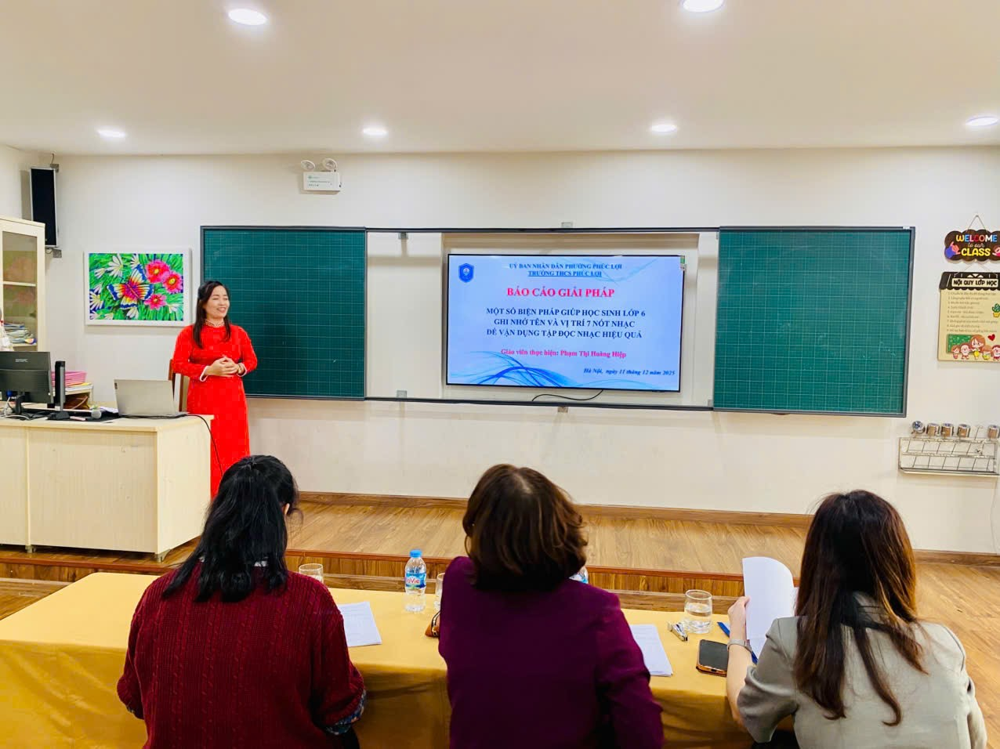 UỶ BAN NHÂN DÂN PHƯỜNG PHÚC LỢI
TRƯỜNG THCS PHÚC LỢI
BÁO CÁO GIẢI PHÁP
MỘT SỐ BIỆN PHÁP GIÚP HỌC SINH LỚP 6
GHI NHỚ TÊN VÀ VỊ TRÍ 7 NỐT NHẠC
ĐỂ VẬN DỤNG TẬP ĐỌC NHẠC HIỆU QUẢ
Giáo viên thực hiện: Phạm Thị Hoàng Hiệp
Hà Nội, ngày 11 tháng 12 năm 2025
WELCOME
to our
CLASS
NỘI QUY LỚP HỌC